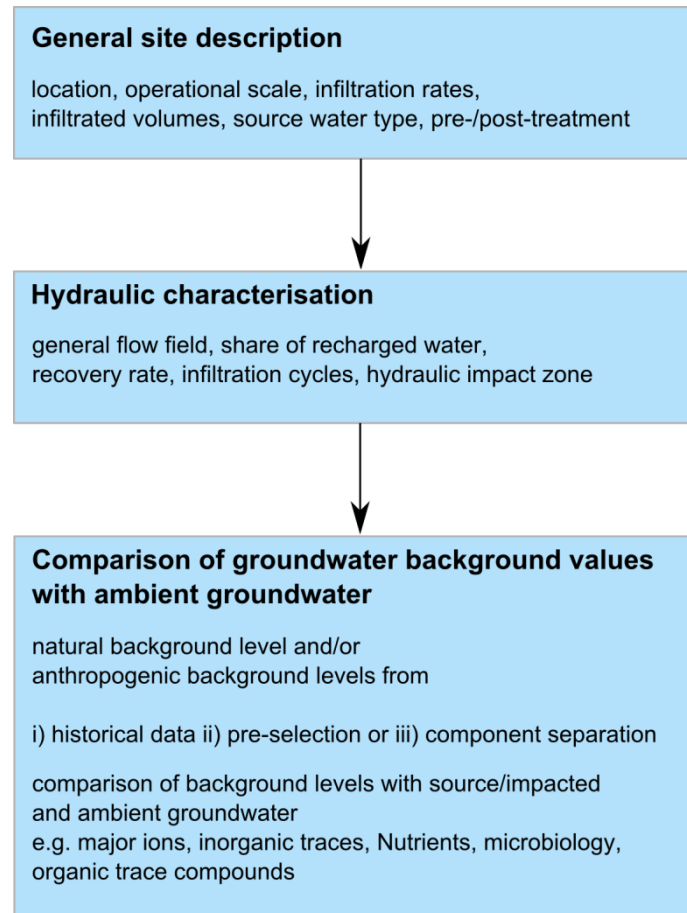 General site description
location, operational scale, infiltration rates,
infiltrated volumes, source water type, pre-/post-treatment
Hydraulic characterisation
general flow field, share of recharged water,
recovery rate, infiltration cycles, hydraulic impact zone
Comparison of groundwater background values
with ambient groundwater
natural background level and/or
anthropogenic background levels from
i) historical data ii) pre-selection or iii) component separation
comparison of background levels with source/impacted
and ambient groundwater
e.g. major ions, inorganic traces, Nutrients, microbiology,
organic trace compounds